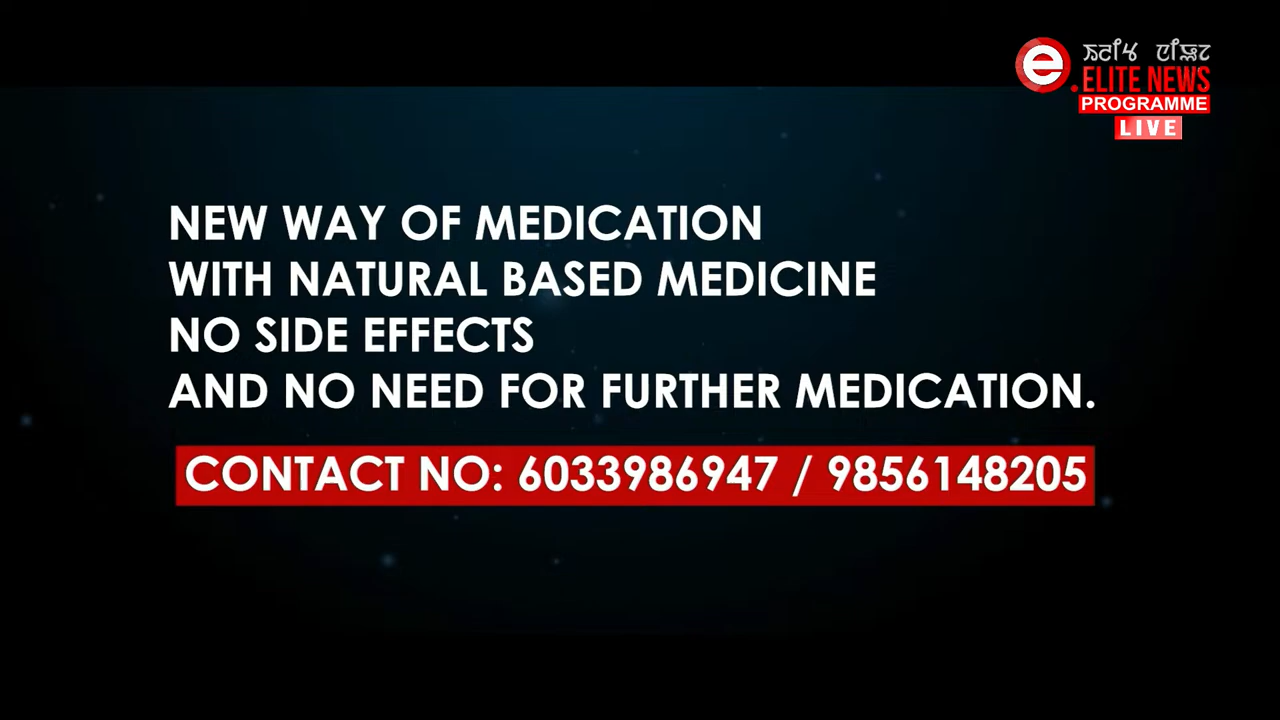 ELITE NEWS
PROGRAMME
LIVE
NEW WAY OF MEDICATION
WITH NATURAL BASED MEDICINE
NO SIDE EFFECTS
AND NO NEED FOR FURTHER MEDICATION.
CONTACT NO: 6033986947 / 9856148205